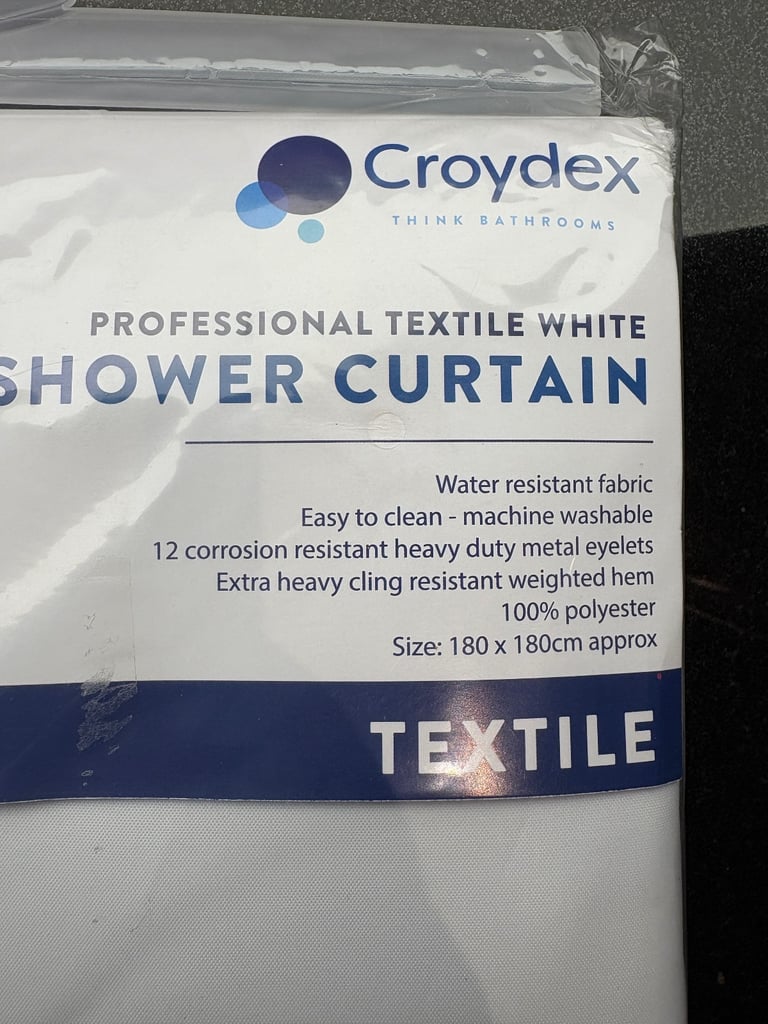 Croydex
THINK BATHROOMS
PROFESSIONAL TEXTILE WHITE
SHOWER CURTAIN
Water resistant fabric
Easy to clean - machine washable
12 corrosion resistant heavy duty metal eyelets
Extra heavy cling resistant weighted hem
100% polyester
Size: 180 x 180cm approx
TEXTILE